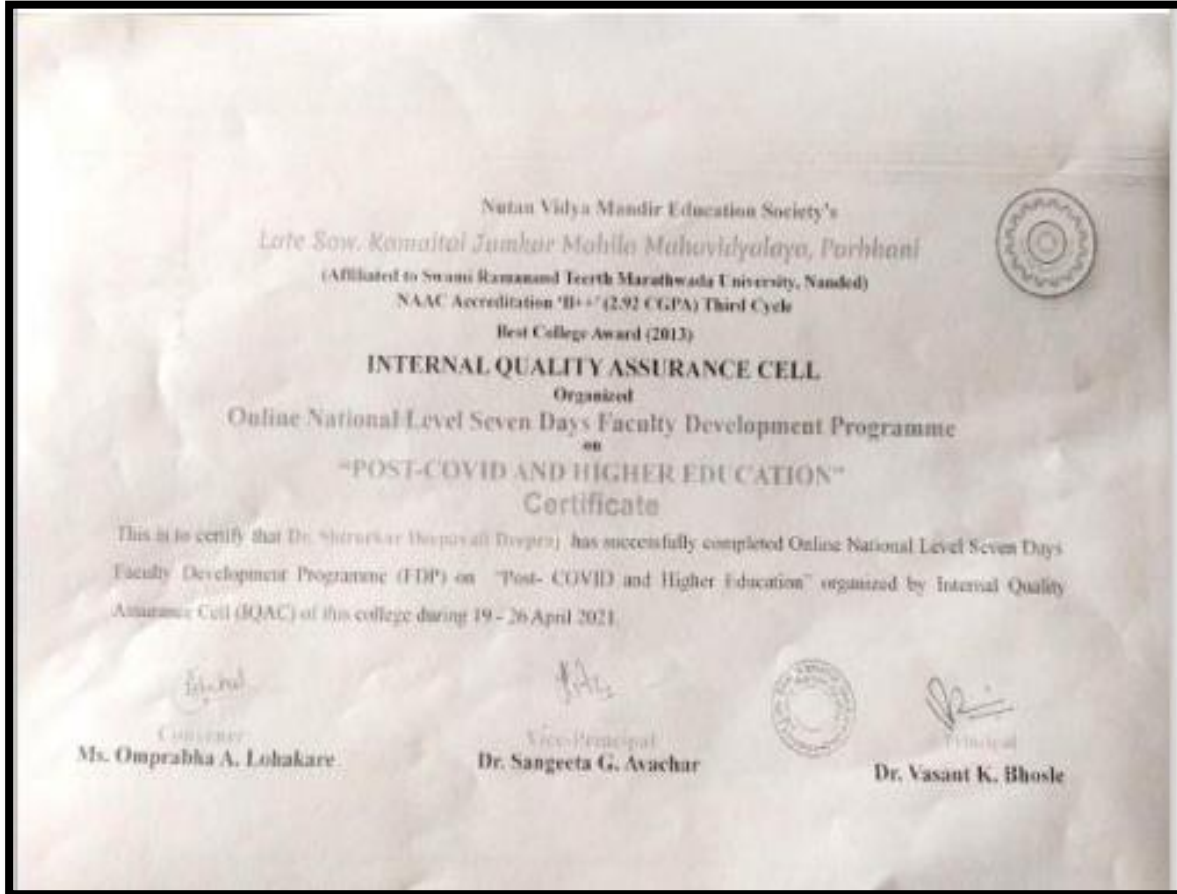 Nutan Vidya Mandir Education Society's
Late Sow. Kamaltai Jamkar Mahila Mahavidyalaya, Parbhani
(Affiliated to Swami Ramanand Teerth Marathwada University, Nanded)
NAAC Accreditation 'B++' (2.92 CGPA) Third Cycle
Best College Award (2013)
INTERNAL QUALITY ASSURANCE CELL
Organized
Online National Level Seven Days Faculty Development Programme
on
"POST-COVID AND HIGHER EDUCATION"
Certificate
This is to certify that Dr. has successfully completed Online National Level Seven Days
Faculty Development Programme (FDP) on "Post- COVID and Higher Education" organized by Internal Quality
Assurance Cell (IQAC) of this college during 19 - 26 April 2021.
Convener
Ms. Omprabha A. Lohakare
Vice-Principal
Dr. Sangeeta G. Avachar
Principal
Dr. Vasant K. Bhosle